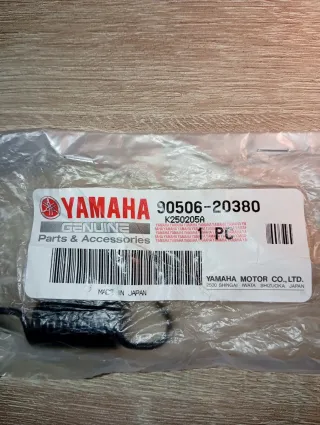 YAMAHA 90506-20380
K250205A
GENUINE
Parts & Accessories
1 PC
YAMAHA MOTOR CO.,LTD.
2500 SHINGAI IWATA SHIZUOKA, JAPAN
MADE IN JAPAN